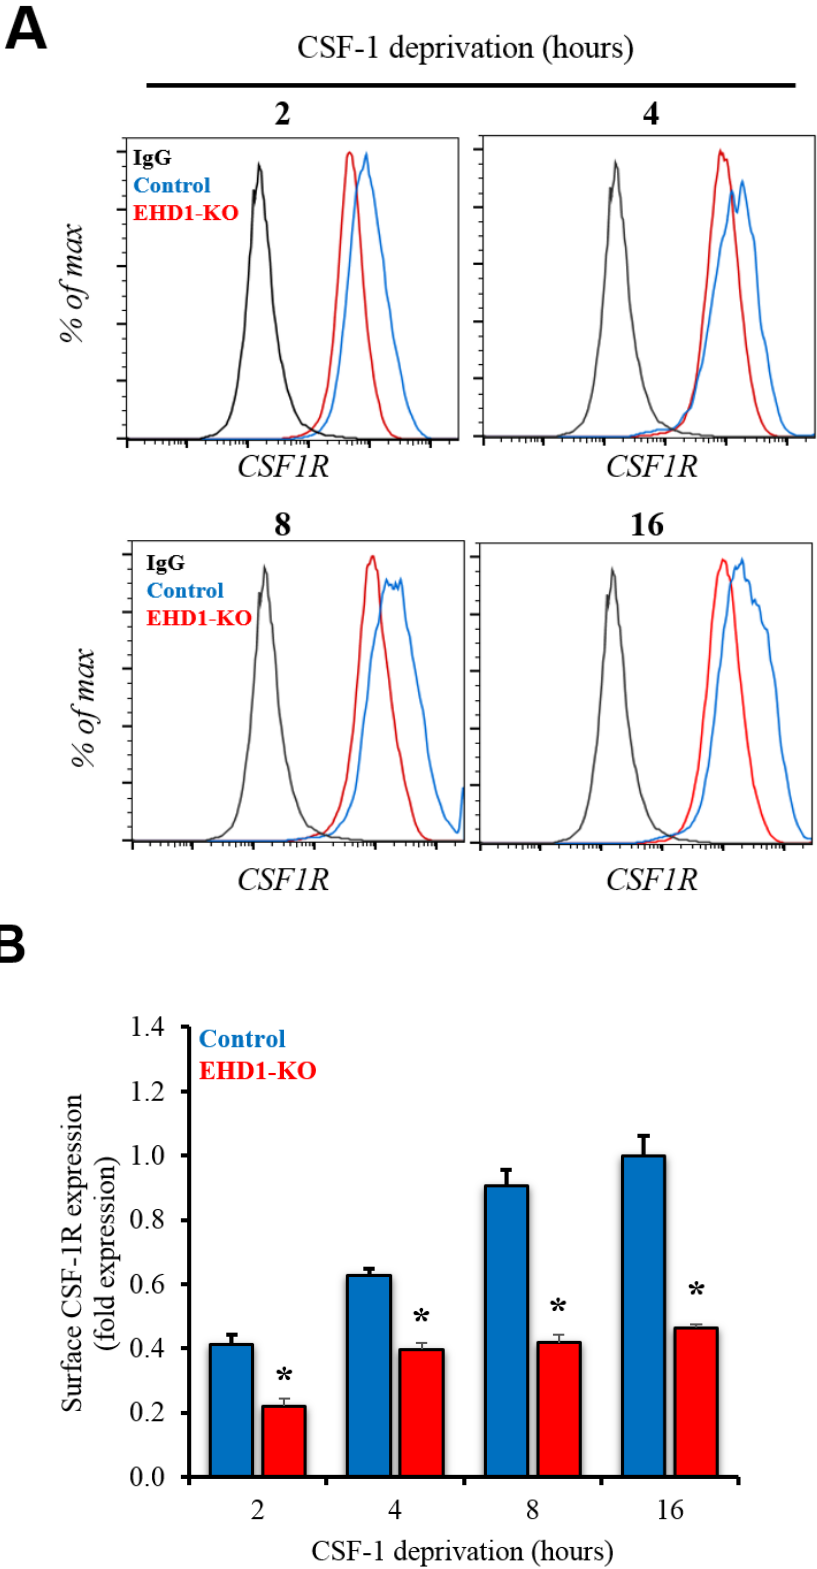 A
CSF-1 deprivation (hours)
2
4
IgG
Control
EHD1-KO
% of max
CSF1R
CSF1R
8
16
IgG
Control
EHD1-KO
% of max
CSF1R
CSF1R
B
Control
EHD1-KO
Surface CSF-1R expression
(fold expression)
1.4
1.2
1.0
0.8
0.6
0.4
0.2
0.0
*
*
*
*
2
4
8
16
CSF-1 deprivation (hours)